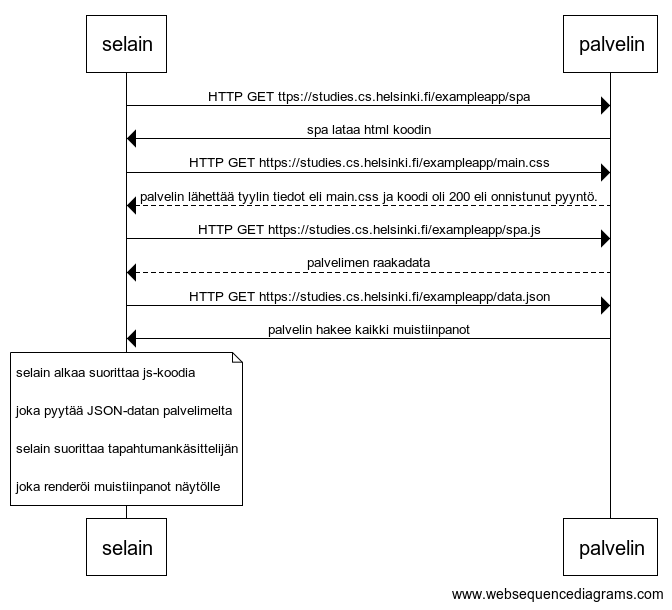 selain
palvelin
HTTP GET ttps://studies.cs.helsinki.fi/exampleapp/spa
spa lataa html koodin
HTTP GET https://studies.cs.helsinki.fi/exampleapp/main.css
palvelin lähettää tyylin tiedot eli main.css ja koodi oli 200 eli onnistunut pyyntö.
HTTP GET https://studies.cs.helsinki.fi/exampleapp/spa.js
palvelimen raakadata
HTTP GET https://studies.cs.helsinki.fi/exampleapp/data.json
palvelin hakee kaikki muistiinpanot
selain alkaa suorittaa js-koodia
joka pyytää JSON-datan palvelimelta
selain suorittaa tapahtumankäsittelijän
joka renderöi muistiinpanot näytölle
selain
palvelin
www.websequencediagrams.com